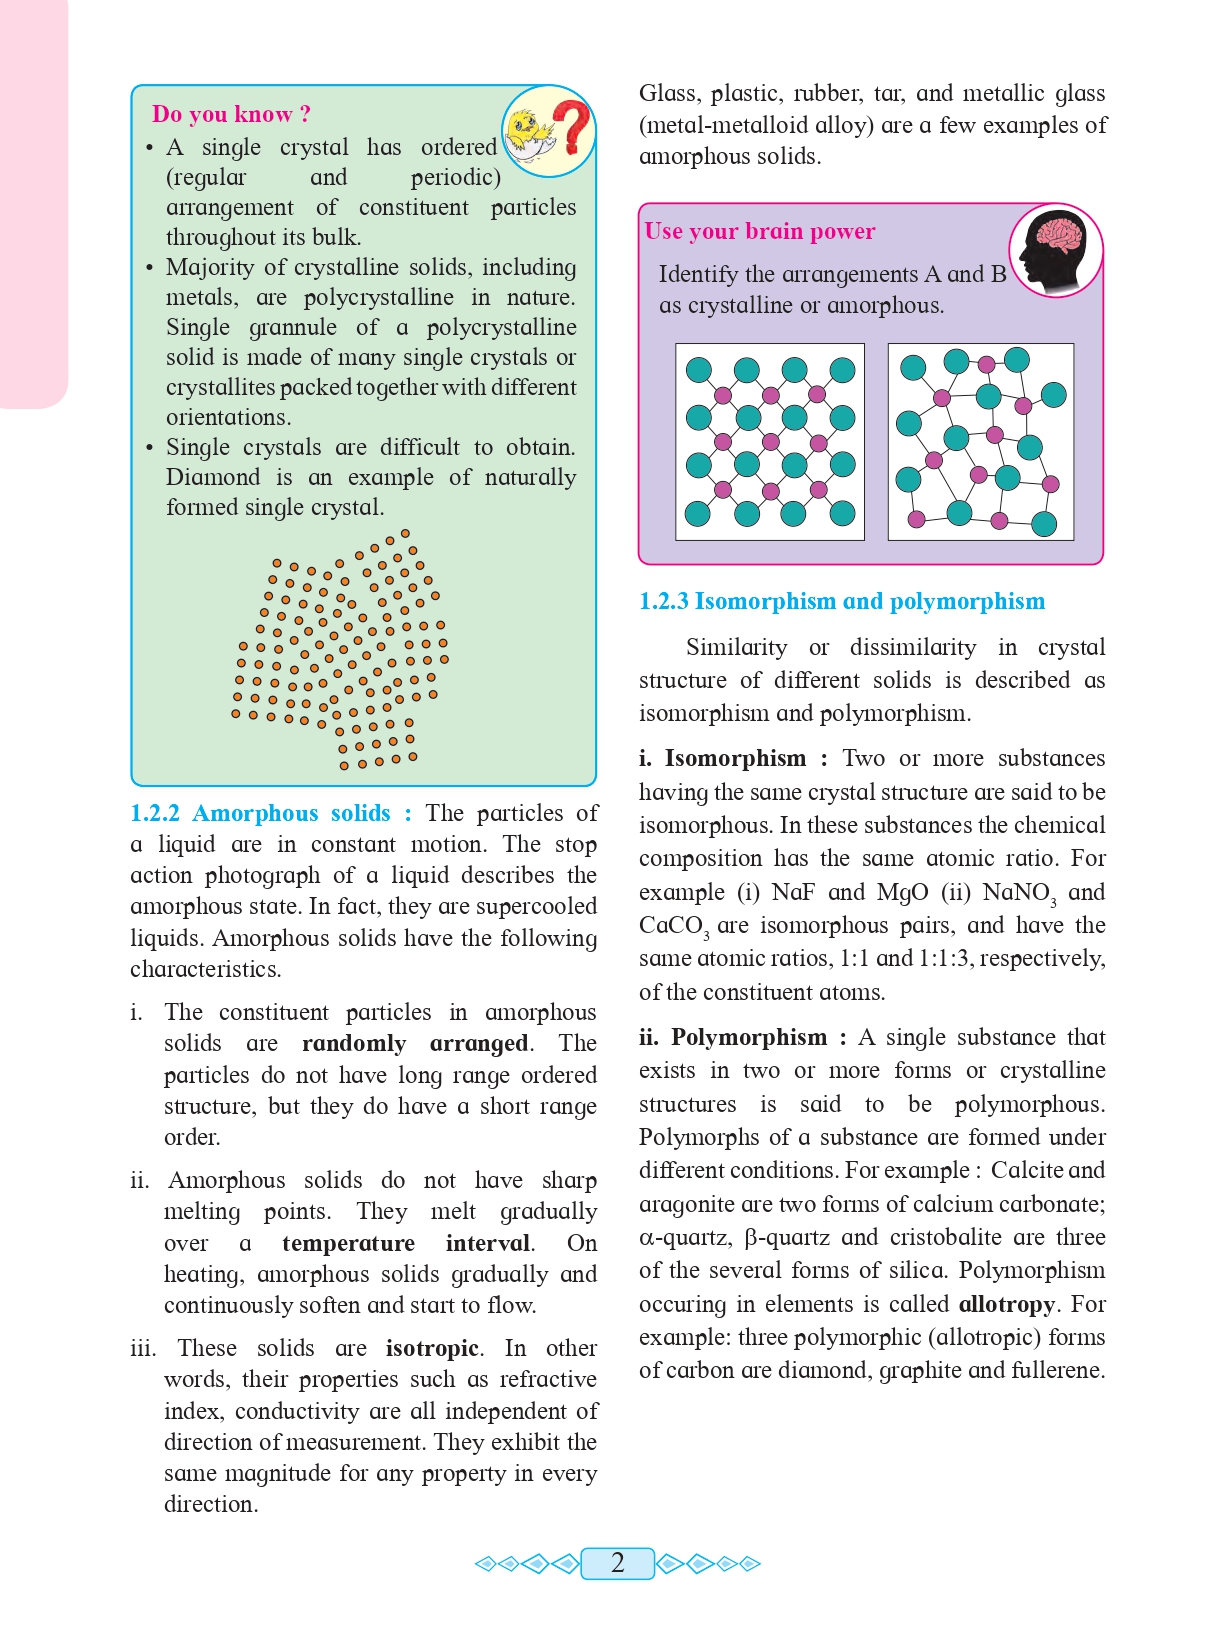 Do you know ?
• A single crystal has ordered
(regular and periodic)
arrangement of constituent particles
throughout its bulk.
• Majority of crystalline solids, including
metals, are polycrystalline in nature.
Single grannule of a polycrystalline
solid is made of many single crystals or
crystallites packed together with different
orientations.
• Single crystals are difficult to obtain.
Diamond is an example of naturally
formed single crystal.
1.2.2 Amorphous solids : The particles of
a liquid are in constant motion. The stop
action photograph of a liquid describes the
amorphous state. In fact, they are supercooled
liquids. Amorphous solids have the following
characteristics.
i. The constituent particles in amorphous
solids are randomly arranged. The
particles do not have long range ordered
structure, but they do have a short range
order.
ii. Amorphous solids do not have sharp
melting points. They melt gradually
over a temperature interval. On
heating, amorphous solids gradually and
continuously soften and start to flow.
iii. These solids are isotropic. In other
words, their properties such as refractive
index, conductivity are all independent of
direction of measurement. They exhibit the
same magnitude for any property in every
direction.
Glass, plastic, rubber, tar, and metallic glass
(metal-metalloid alloy) are a few examples of
amorphous solids.
Use your brain power
Identify the arrangements A and B
as crystalline or amorphous.
1.2.3 Isomorphism and polymorphism
Similarity or dissimilarity in crystal
structure of different solids is described as
isomorphism and polymorphism.
i. Isomorphism : Two or more substances
having the same crystal structure are said to be
isomorphous. In these substances the chemical
composition has the same atomic ratio. For
example (i) NaF and MgO (ii) NaNO₃ and
CaCO₃ are isomorphous pairs, and have the
same atomic ratios, 1:1 and 1:1:3, respectively,
of the constituent atoms.
ii. Polymorphism : A single substance that
exists in two or more forms or crystalline
structures is said to be polymorphous.
Polymorphs of a substance are formed under
different conditions. For example : Calcite and
aragonite are two forms of calcium carbonate;
α-quartz, β-quartz and cristobalite are three
of the several forms of silica. Polymorphism
occuring in elements is called allotropy. For
example: three polymorphic (allotropic) forms
of carbon are diamond, graphite and fullerene.
2